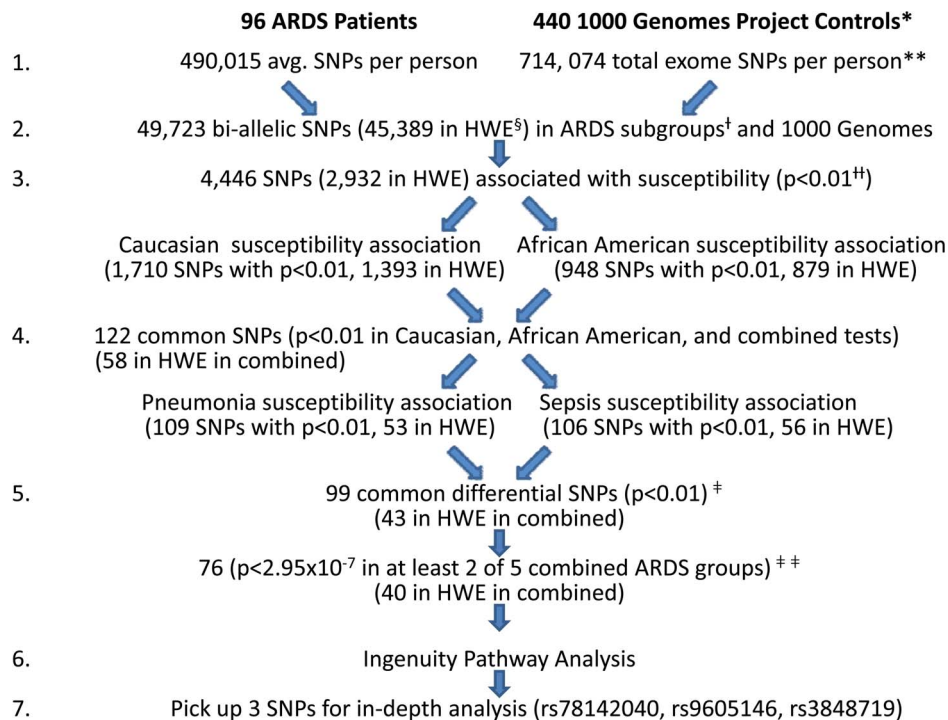 96 ARDS Patients 440 1000 Genomes Project Controls*
1. 490,015 avg. SNPs per person 714, 074 total exome SNPs per person**
2. 49,723 bi-allelic SNPs (45,389 in HWE§) in ARDS subgroups† and 1000 Genomes
3. 4,446 SNPs (2,932 in HWE) associated with susceptibility (p<0.01††)
Caucasian susceptibility association African American susceptibility association
(1,710 SNPs with p<0.01, 1,393 in HWE) (948 SNPs with p<0.01, 879 in HWE)
4. 122 common SNPs (p<0.01 in Caucasian, African American, and combined tests)
(58 in HWE in combined)
Pneumonia susceptibility association Sepsis susceptibility association
(109 SNPs with p<0.01, 53 in HWE) (106 SNPs with p<0.01, 56 in HWE)
5. 99 common differential SNPs (p<0.01) ‡
(43 in HWE in combined)
76 (p<2.95x10⁻⁷ in at least 2 of 5 combined ARDS groups) ‡ ‡
(40 in HWE in combined)
6. Ingenuity Pathway Analysis
7. Pick up 3 SNPs for in-depth analysis (rs78142040, rs9605146, rs3848719)